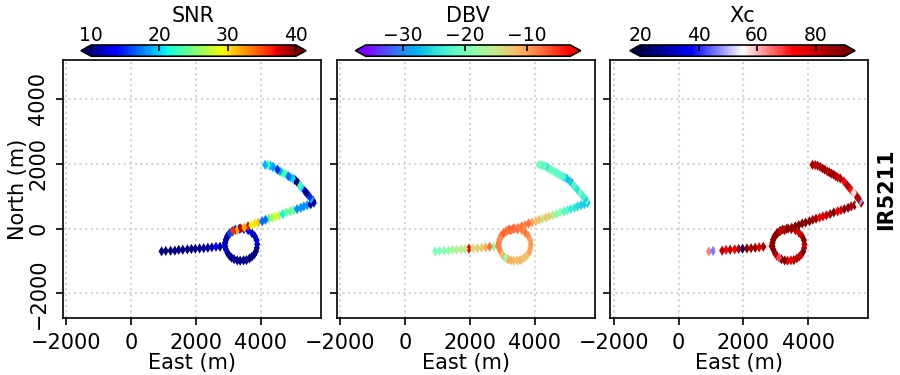 SNR DBV Xc
10 20 30 40 −30 −20 −10 20 40 60 80
4000
2000
0
−2000
North (m)
IR5211
−2000 0 2000 4000 −2000 0 2000 4000 −2000 0 2000 4000
East (m) East (m) East (m)